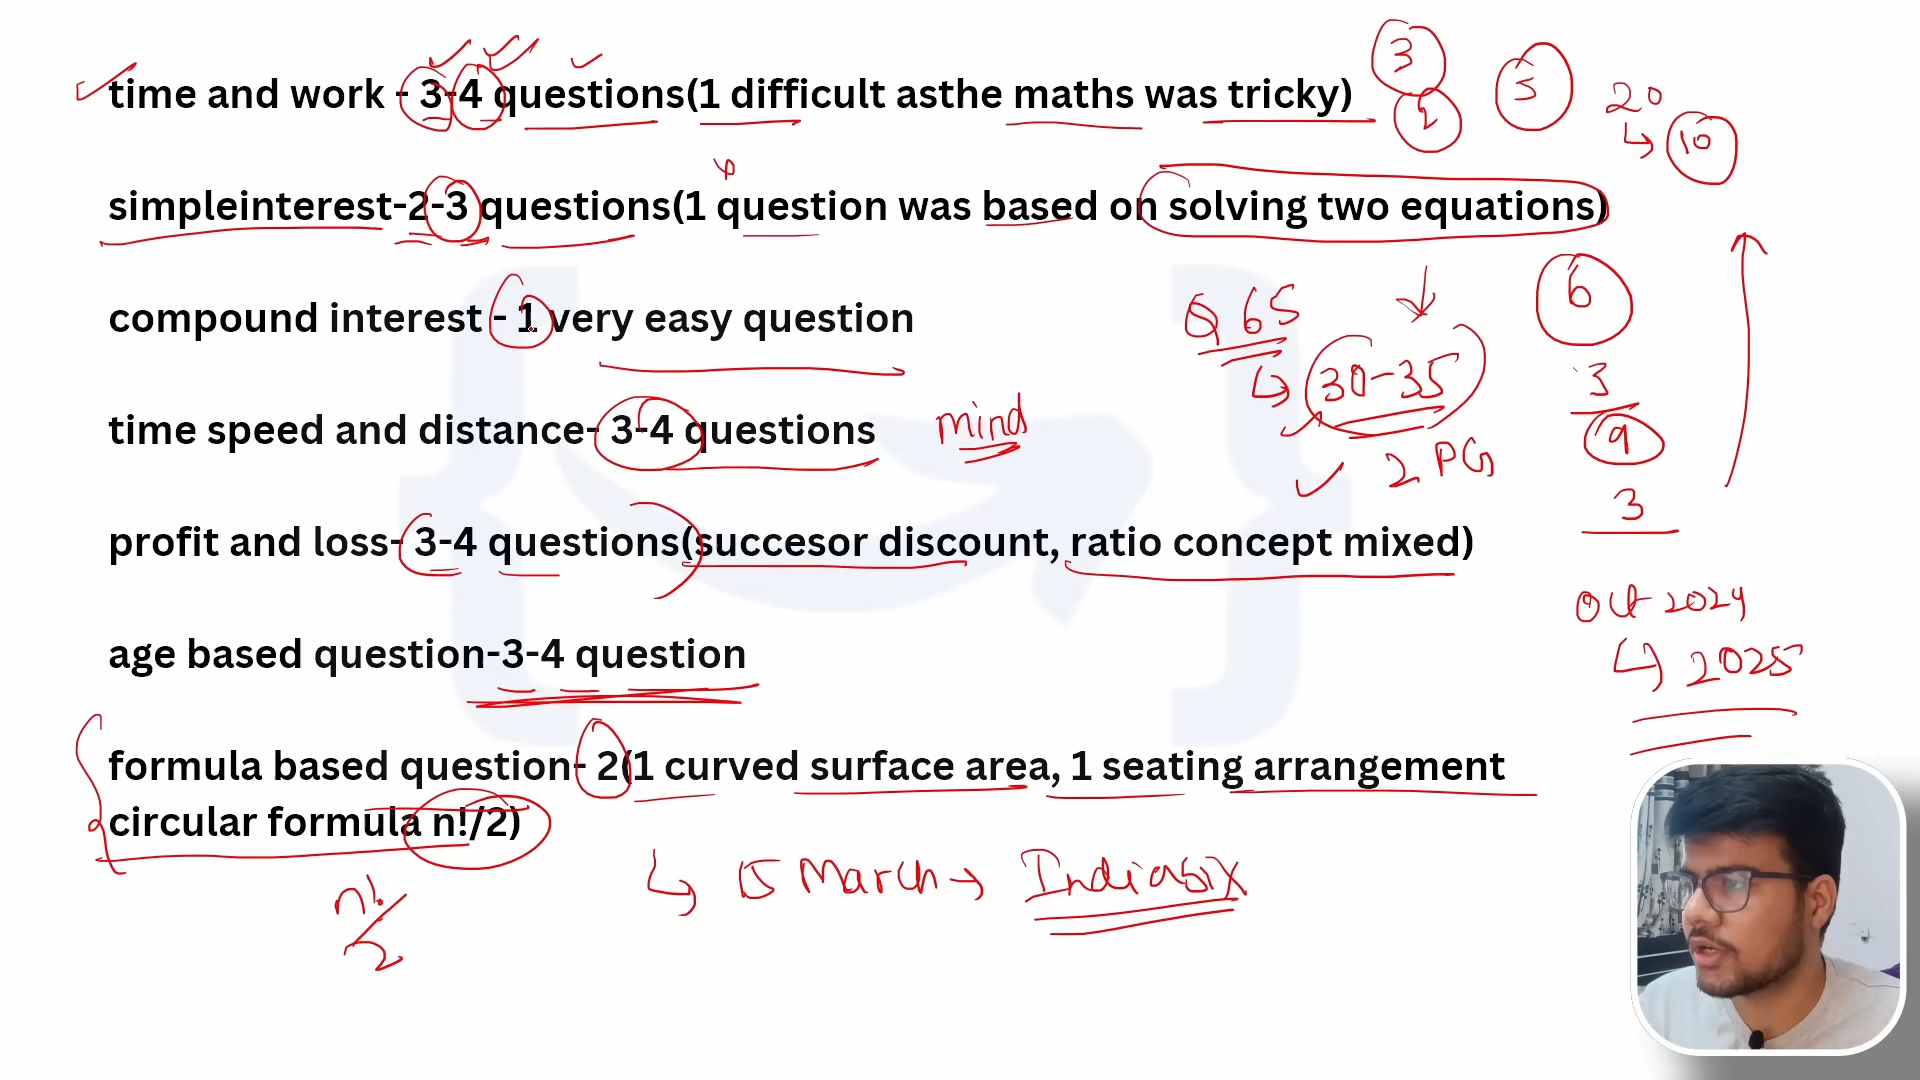 time and work - 3-4 questions(1 difficult asthe maths was tricky)
3
2
5
20
↳ 10
simpleinterest-2-3 questions(1 question was based on solving two equations)
compound interest - 1 very easy question
Q 65
↳ 30-35
2 PG
6
3
9
3
time speed and distance- 3-4 questions
mind
profit and loss- 3-4 questions(succesor discount, ratio concept mixed)
Oct 2024
↳ 2025
age based question-3-4 question
formula based question- 2(1 curved surface area, 1 seating arrangement
circular formula n!/2)
n!/2
↳ 15 March → Indiabix